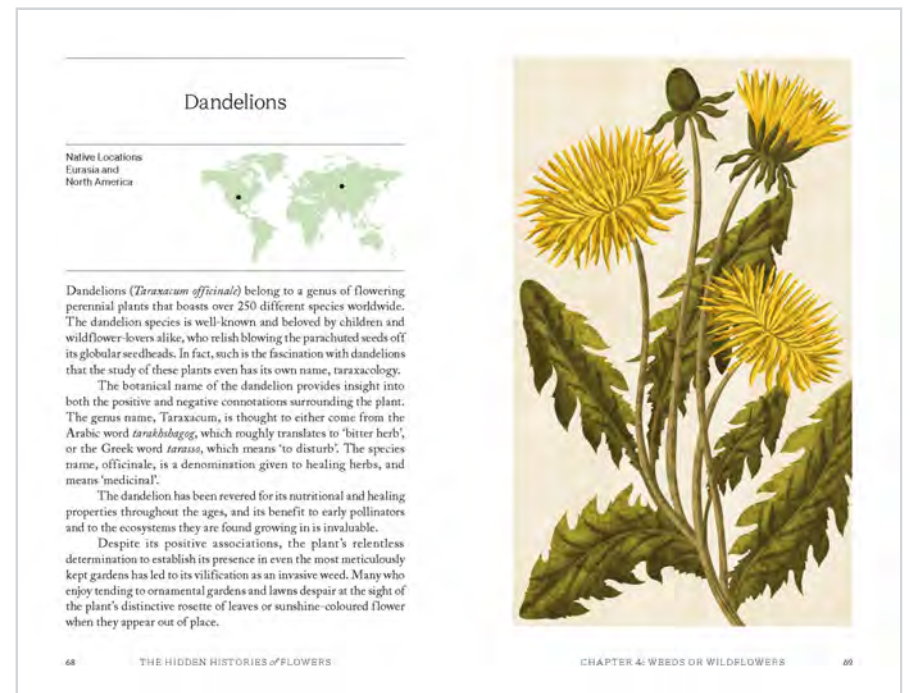 Dandelions
Native Locations
Eurasia and
North America
Dandelions (Taraxacum officinale) belong to a genus of flowering
perennial plants that boasts over 250 different species worldwide.
The dandelion species is well-known and beloved by children and
wildflower-lovers alike, who relish blowing the parachuted seeds off
its globular seedheads. In fact, such is the fascination with dandelions
that the study of these plants even has its own name, taraxacology.
The botanical name of the dandelion provides insight into
both the positive and negative connotations surrounding the plant.
The genus name, Taraxacum, is thought to either come from the
Arabic word tarakhshagog, which roughly translates to ‘bitter herb’,
or the Greek word tarasso, which means ‘to disturb’. The species
name, officinale, is a denomination given to healing herbs, and
means ‘medicinal’.
The dandelion has been revered for its nutritional and healing
properties throughout the ages, and its benefit to early pollinators
and to the ecosystems they are found growing in is invaluable.
Despite its positive associations, the plant’s relentless
determination to establish its presence in even the most meticulously
kept gardens has led to its vilification as an invasive weed. Many who
enjoy tending to ornamental gardens and lawns despair at the sight of
the plant’s distinctive rosette of leaves or sunshine-coloured flower
when they appear out of place.
68 THE HIDDEN HISTORIES of FLOWERS
CHAPTER 4: WEEDS OR WILDFLOWERS 69